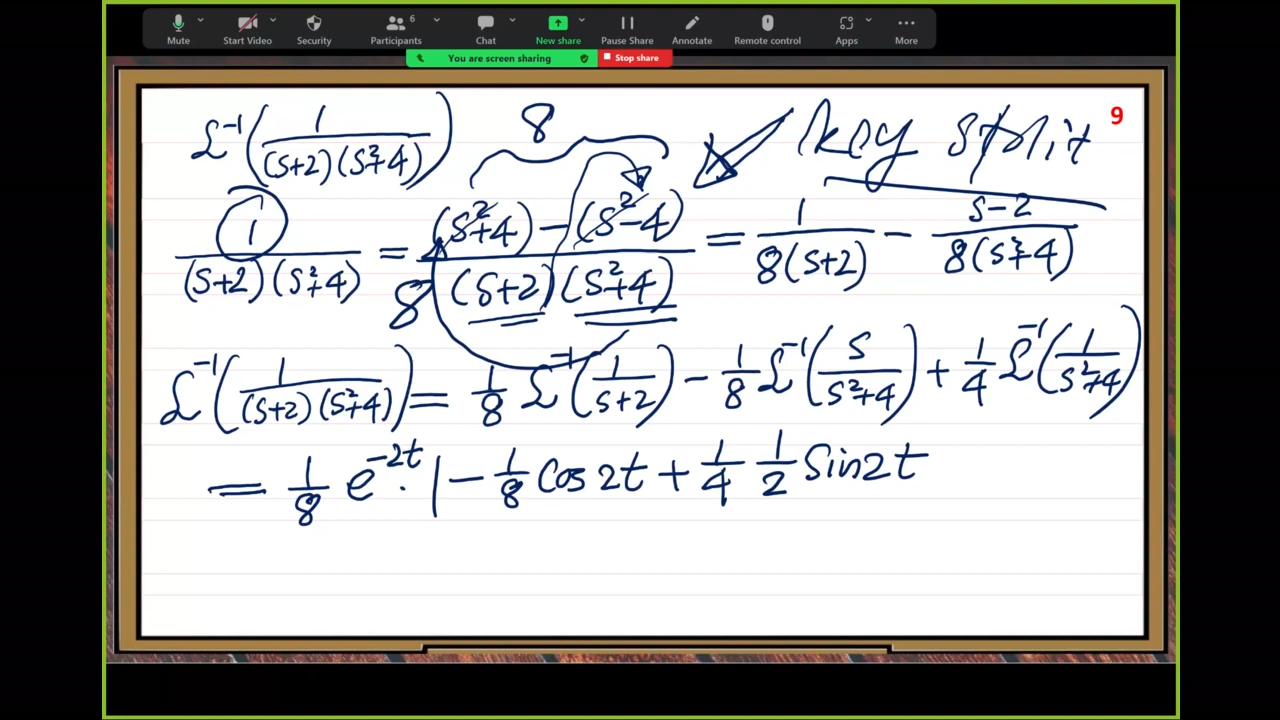 Mute Start Video Security Participants 6 Chat New share Pause Share Annotate Remote control Apps More
You are screen sharing Stop share
9
£⁻¹(1/((s+2)(s²+4))) 8 key split
1/((s+2)(s²+4)) = ((s²+4)-(s²-4))/(8(s+2)(s²+4)) = 1/(8(s+2)) - (s-2)/(8(s²+4))
£⁻¹(1/((s+2)(s²+4))) = 1/8 £⁻¹(1/(s+2)) - 1/8 £⁻¹(s/(s²+4)) + 1/4 £⁻¹(1/(s²+4))
= 1/8 e⁻²ᵗ · 1 - 1/8 Cos 2t + 1/4 1/2 Sin2t